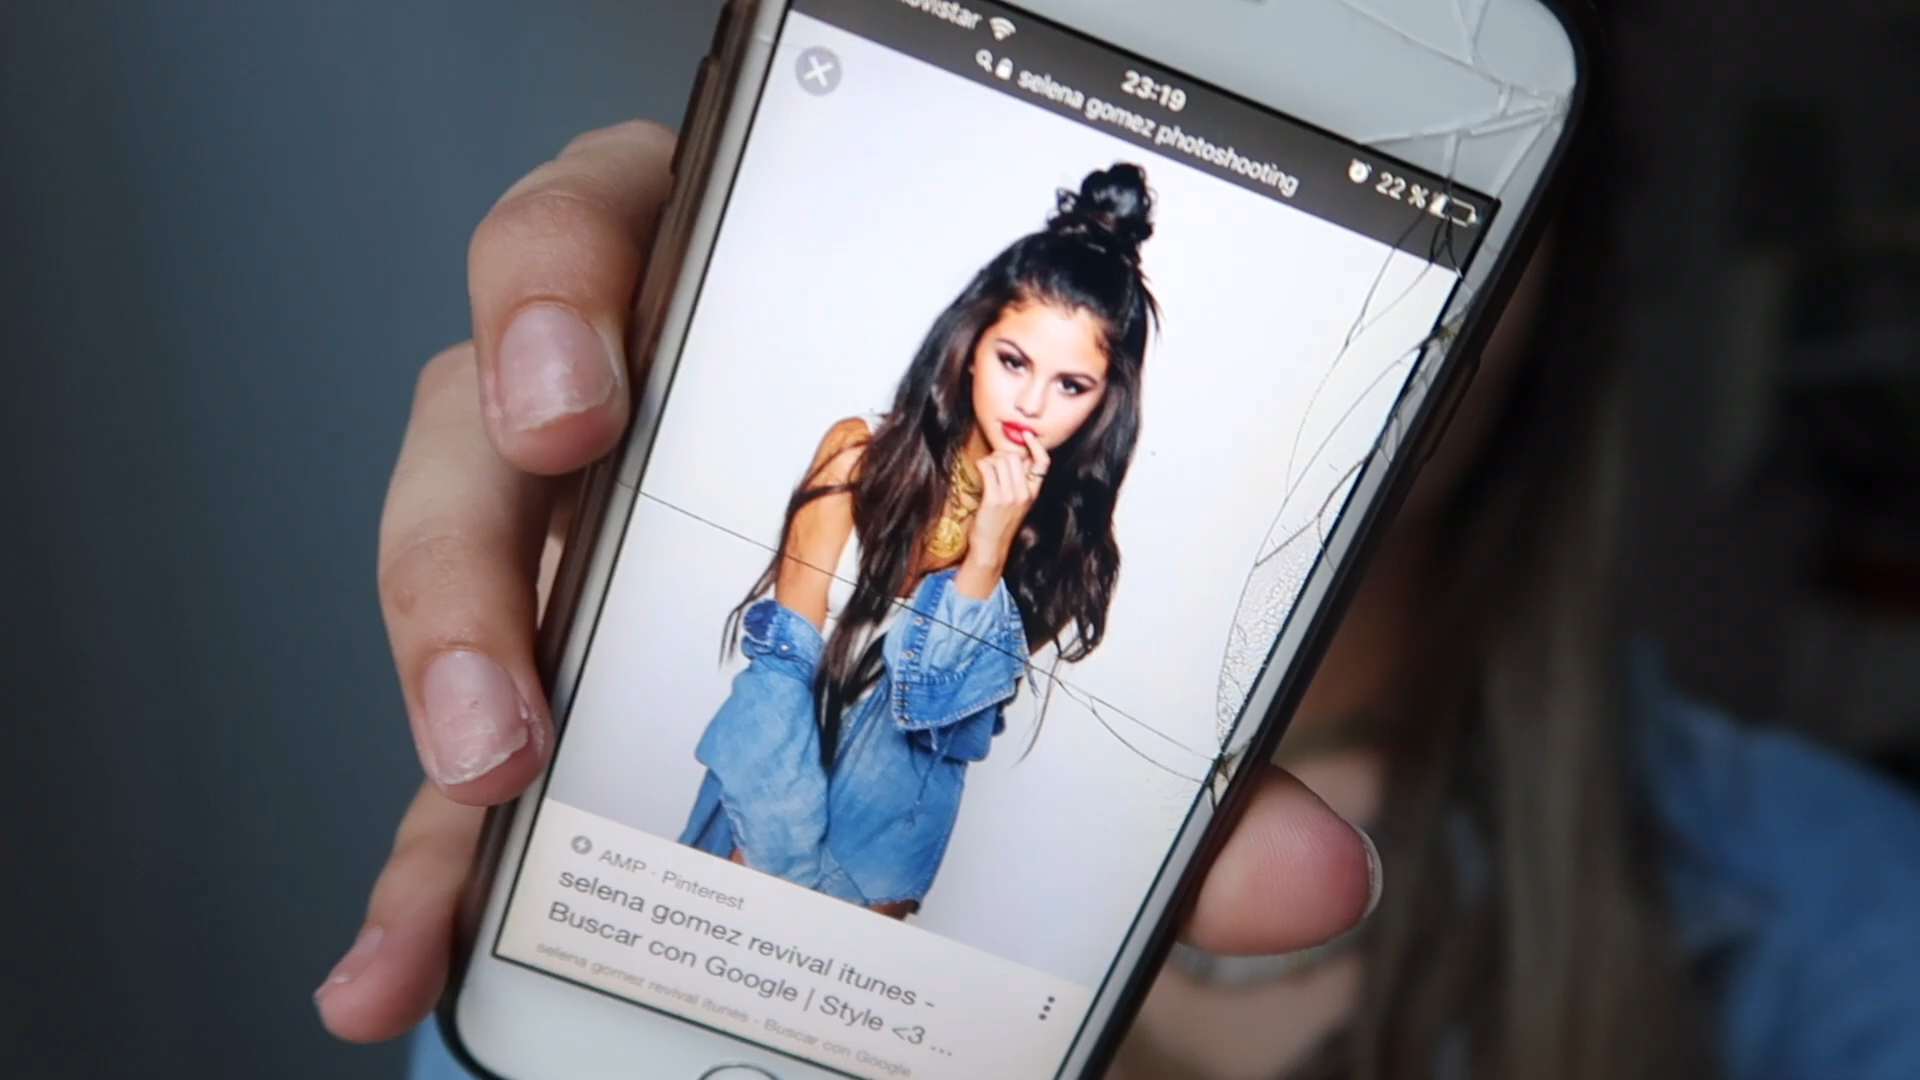 movistar
23:19
22 %
selena gomez photoshooting
AMP · Pinterest
selena gomez revival itunes -
Buscar con Google | Style <3 ...
selena gomez revival itunes - Buscar con Google